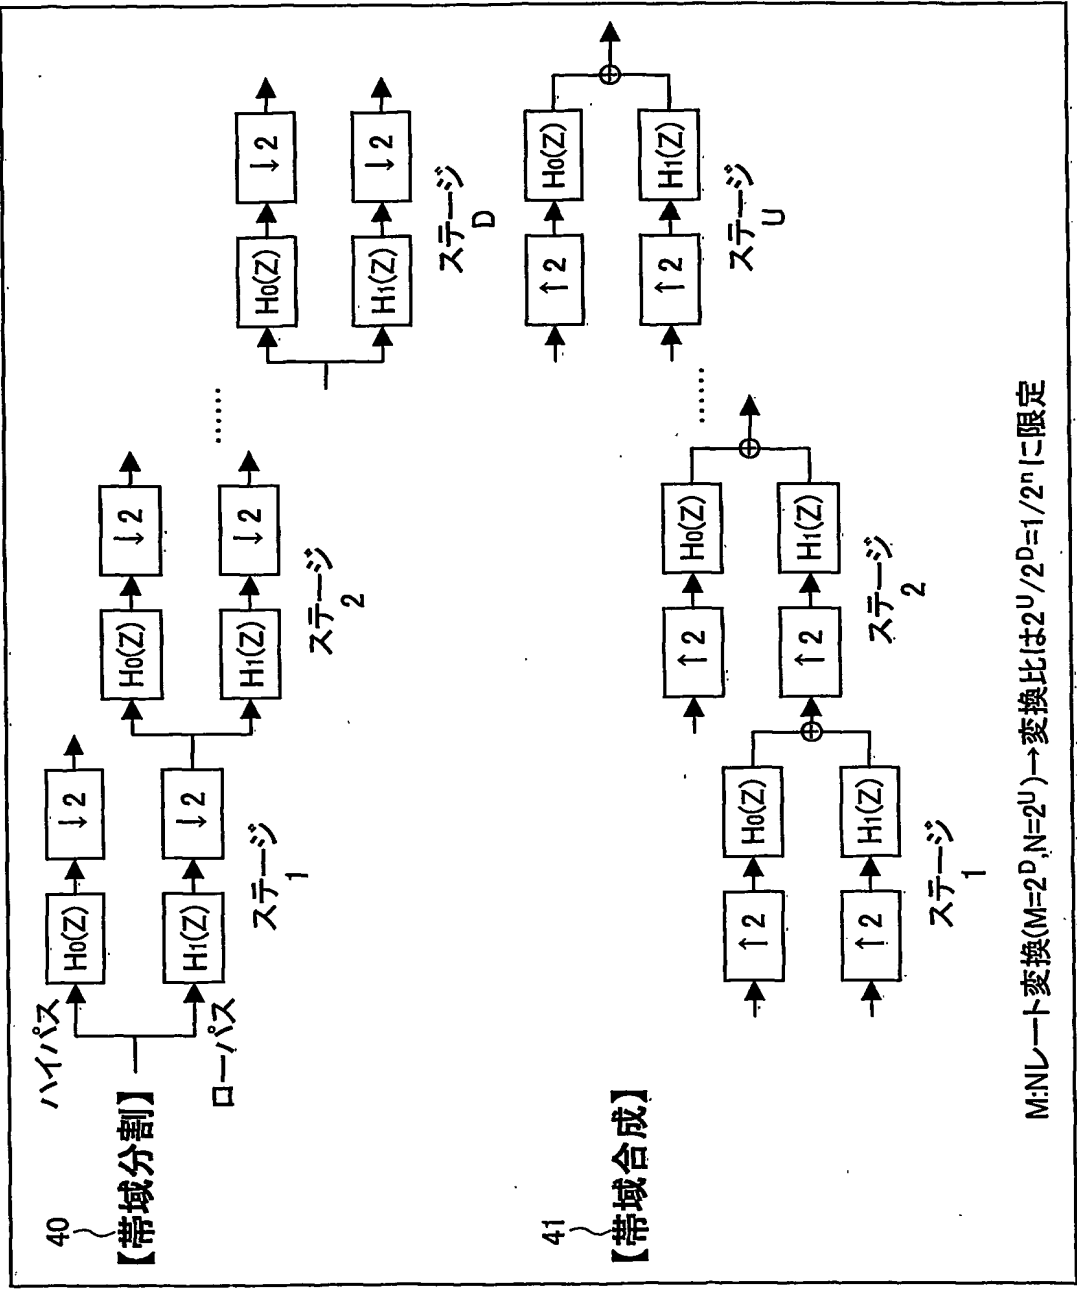 40
【帯域分割】
ハイパス
ローパス
H0(Z)
↓2
H1(Z)
↓2
ステージ
1
H0(Z)
↓2
H1(Z)
↓2
ステージ
2
……
H0(Z)
↓2
H1(Z)
↓2
ステージ
D
41
【帯域合成】
↑2
H0(Z)
↑2
H1(Z)
ステージ
1
↑2
H0(Z)
↑2
H1(Z)
ステージ
2
……
↑2
H0(Z)
↑2
H1(Z)
ステージ
U
M:Nレート変換(M=2^D,N=2^U)→変換比は2^U/2^D=1/2^nに限定